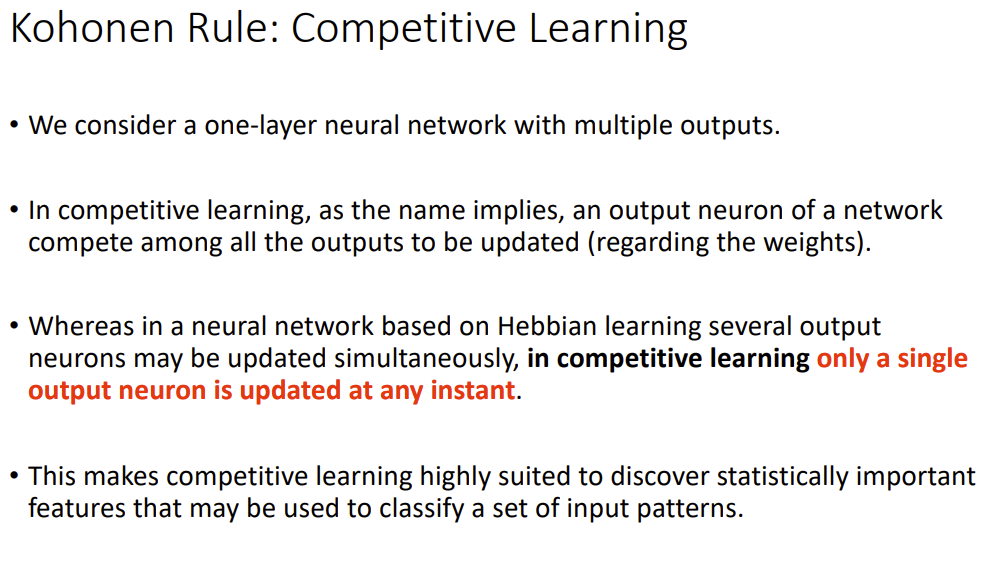 Kohonen Rule: Competitive Learning
• We consider a one-layer neural network with multiple outputs.
• In competitive learning, as the name implies, an output neuron of a network
compete among all the outputs to be updated (regarding the weights).
• Whereas in a neural network based on Hebbian learning several output
neurons may be updated simultaneously, in competitive learning only a single
output neuron is updated at any instant.
• This makes competitive learning highly suited to discover statistically important
features that may be used to classify a set of input patterns.